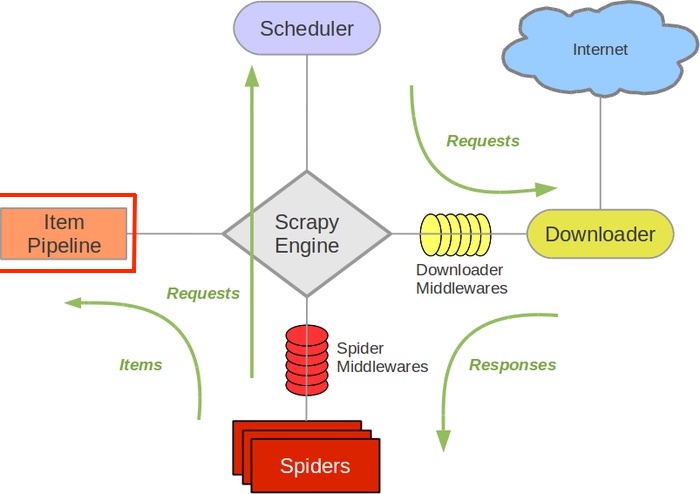 Scheduler
Internet
Requests
Item
Pipeline
Scrapy
Engine
Downloader
Downloader
Middlewares
Requests
Spider
Middlewares
Items
Responses
Spiders